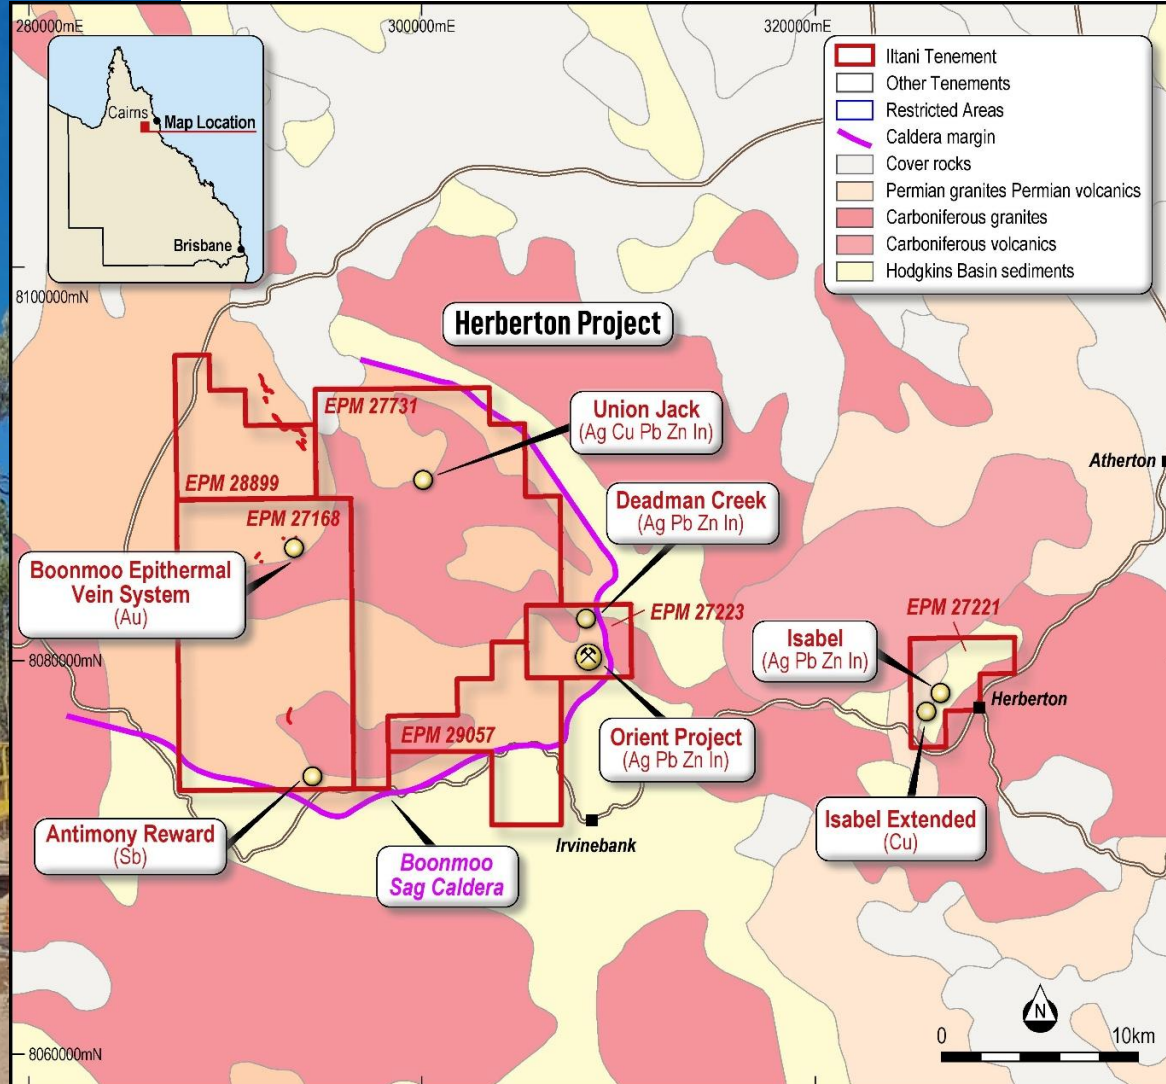 280000mE
300000mE
320000mE
Cairns
Map Location
Brisbane
Iltani Tenement
Other Tenements
Restricted Areas
Caldera margin
Cover rocks
Permian granites Permian volcanics
Carboniferous granites
Carboniferous volcanics
Hodgkins Basin sediments
8100000mN
Herberton Project
EPM 27731
Union Jack
(Ag Cu Pb Zn In)
Atherton
EPM 28899
Deadman Creek
(Ag Pb Zn In)
EPM 27168
Boonmoo Epithermal
Vein System
(Au)
EPM 27223
EPM 27221
Isabel
(Ag Pb Zn In)
8080000mN
Herberton
EPM 29057
Orient Project
(Ag Pb Zn In)
Antimony Reward
(Sb)
Isabel Extended
(Cu)
Irvinebank
Boonmoo
Sag Caldera
N
0
10km
8060000mN